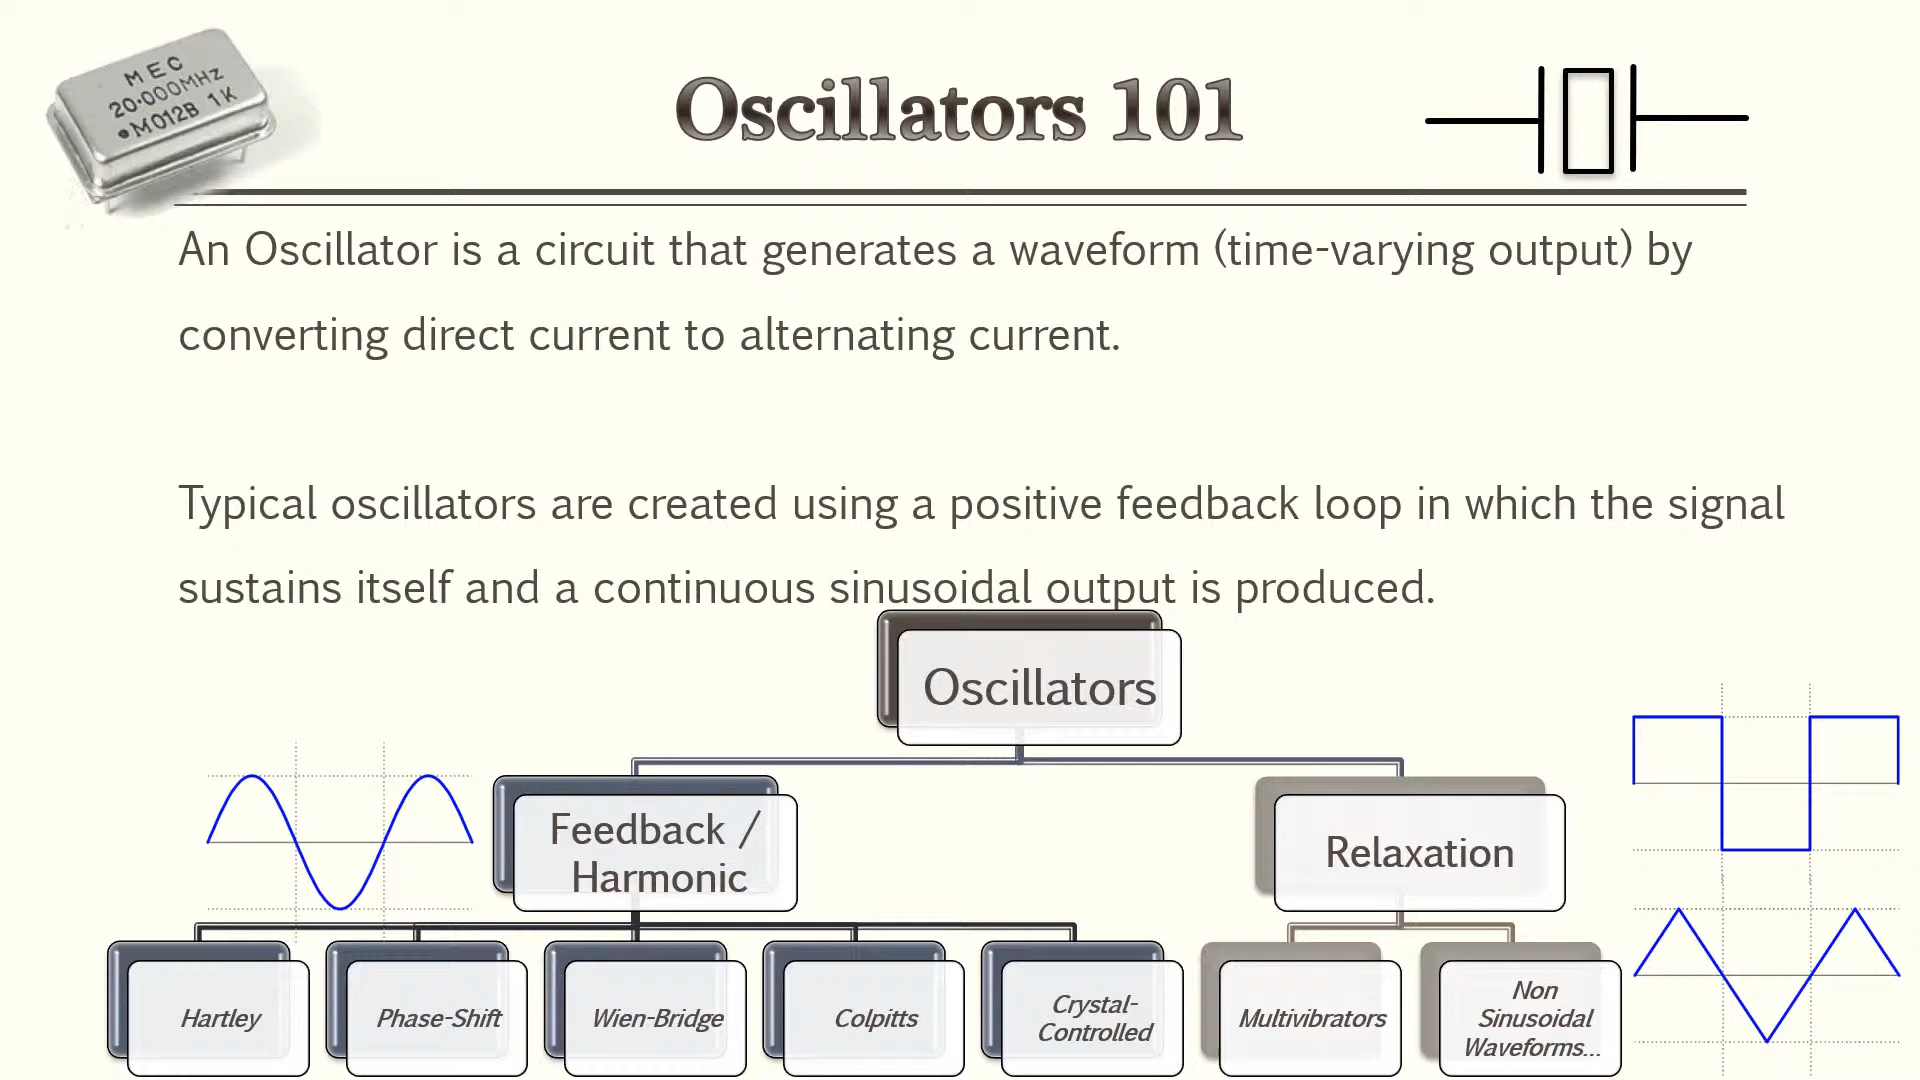 MEC
20.000MHz
•M012B 1K
Oscillators 101
An Oscillator is a circuit that generates a waveform (time-varying output) by
converting direct current to alternating current.
Typical oscillators are created using a positive feedback loop in which the signal
sustains itself and a continuous sinusoidal output is produced.
Oscillators
Feedback /
Harmonic
Relaxation
Hartley
Phase-Shift
Wien-Bridge
Colpitts
Crystal-
Controlled
Multivibrators
Non
Sinusoidal
Waveforms...